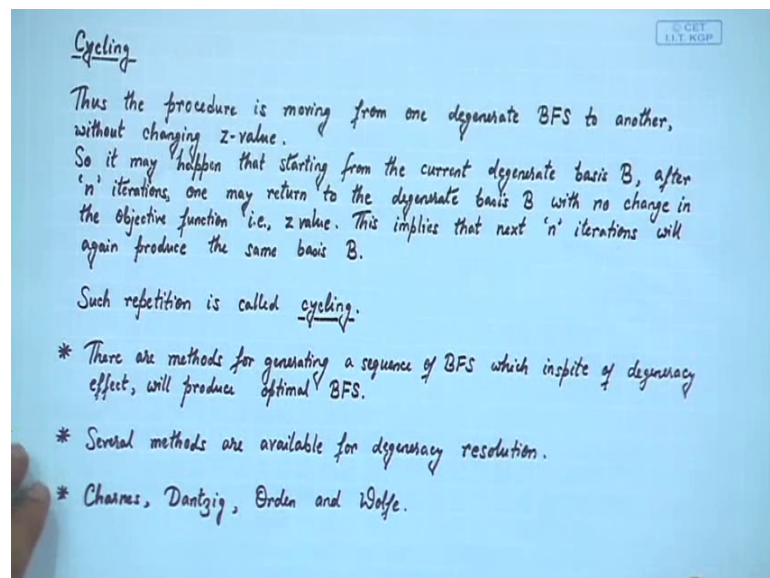 © CET
I.I.T. KGP
Cycling
Thus the procedure is moving from one degenerate BFS to another,
without changing z-value.
So it may happen that starting from the current degenerate basis B, after
'n' iterations, one may return to the degenerate basis B with no change in
the objective function i.e., z value. This implies that next 'n' iterations will
again produce the same basis B.
Such repetition is called cycling.
* There are methods for generating a sequence of BFS which inspite of degeneracy
effect, will produce optimal BFS.
* Several methods are available for degeneracy resolution.
* Charnes, Dantzig, Orden and Wolfe.